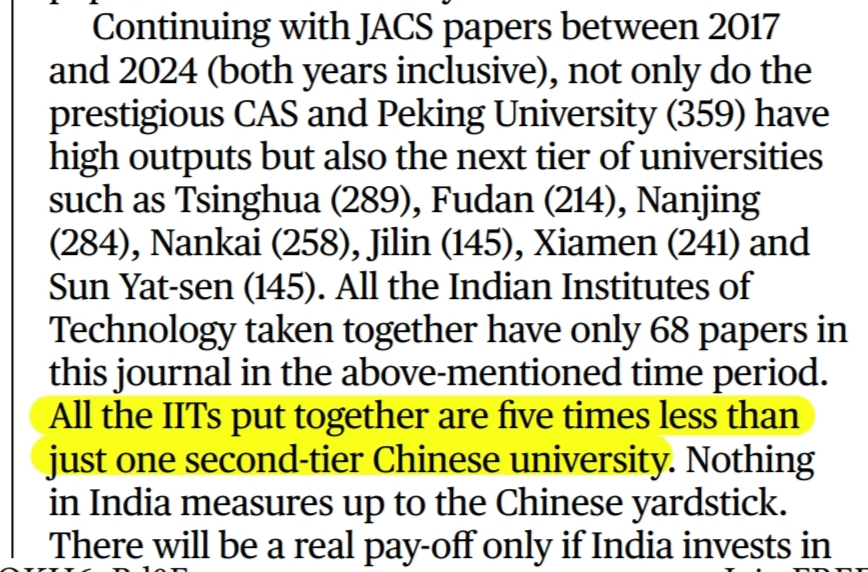 Continuing with JACS papers between 2017
and 2024 (both years inclusive), not only do the
prestigious CAS and Peking University (359) have
high outputs but also the next tier of universities
such as Tsinghua (289), Fudan (214), Nanjing
(284), Nankai (258), Jilin (145), Xiamen (241) and
Sun Yat-sen (145). All the Indian Institutes of
Technology taken together have only 68 papers in
this journal in the above-mentioned time period.
All the IITs put together are five times less than
just one second-tier Chinese university. Nothing
in India measures up to the Chinese yardstick.
There will be a real pay-off only if India invests in